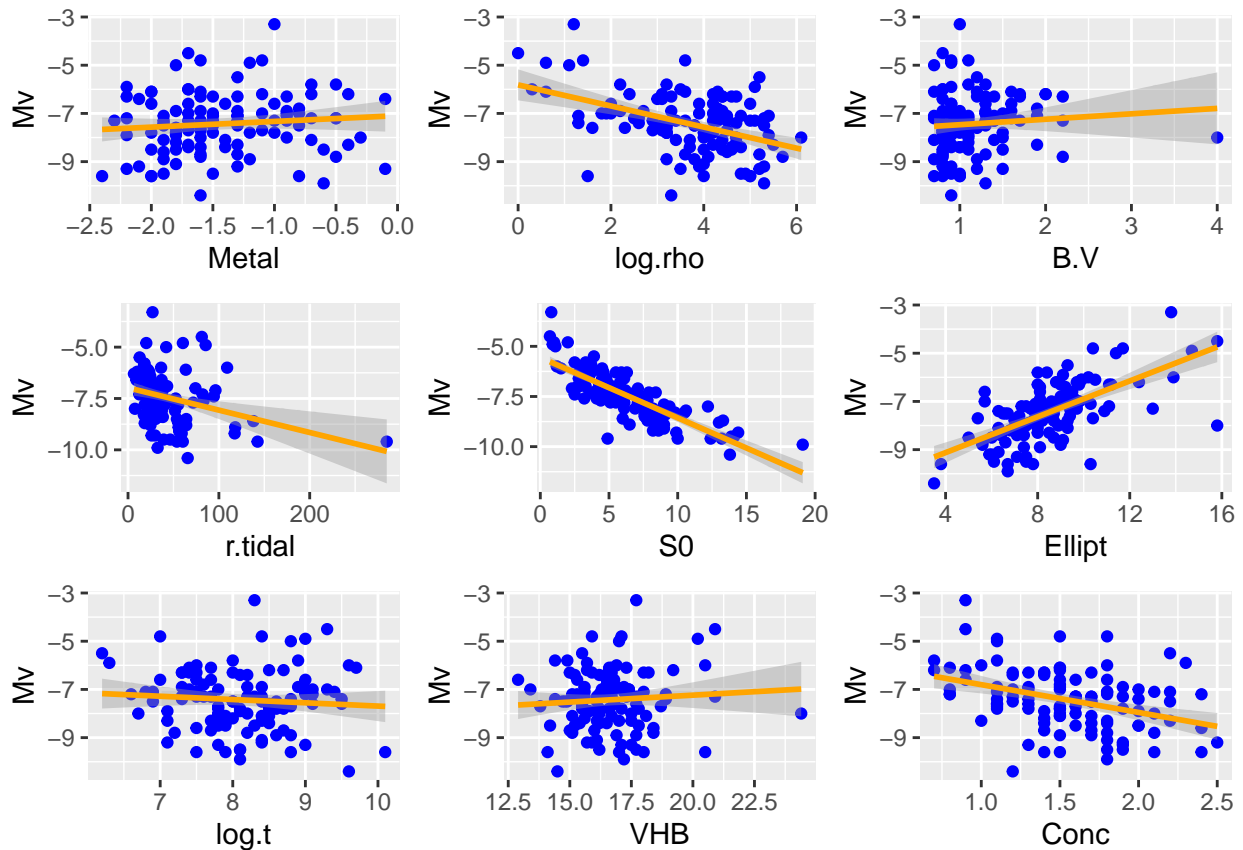 −3
−5
−7
−9
Mv
−2.5 −2.0 −1.5 −1.0 −0.5 0.0
Metal
−3
−5
−7
−9
Mv
0 2 4 6
log.rho
−3
−5
−7
−9
Mv
1 2 3 4
B.V
−5.0
−7.5
−10.0
Mv
0 100 200
r.tidal
−5.0
−7.5
−10.0
Mv
0 5 10 15 20
S0
−3
−5
−7
−9
Mv
4 8 12 16
Ellipt
−3
−5
−7
−9
Mv
7 8 9 10
log.t
−3
−5
−7
−9
Mv
12.5 15.0 17.5 20.0 22.5
VHB
−3
−5
−7
−9
Mv
1.0 1.5 2.0 2.5
Conc